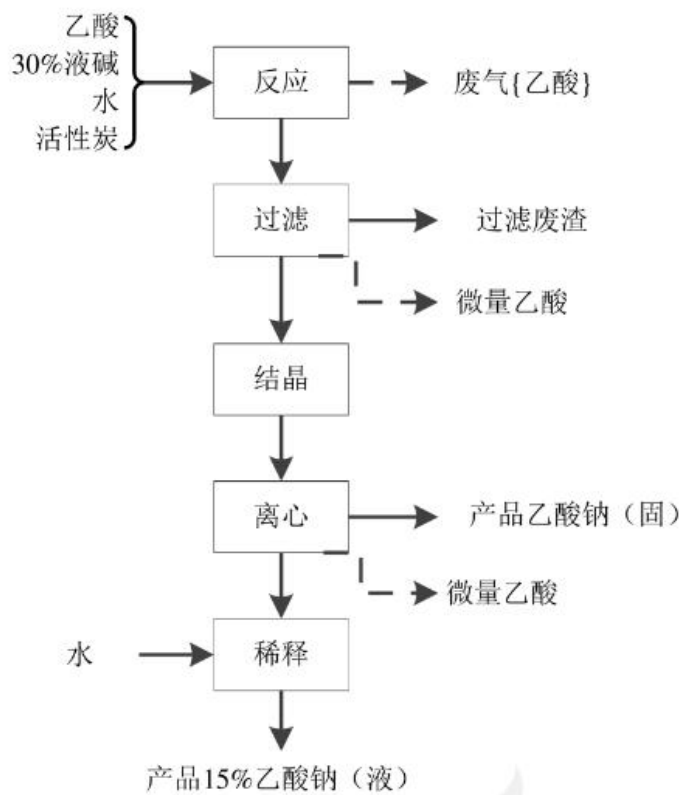 乙酸
30%液碱
水
活性炭
反应
废气{乙酸}
过滤
过滤废渣
微量乙酸
结晶
离心
产品乙酸钠（固）
微量乙酸
水
稀释
产品15%乙酸钠（液）